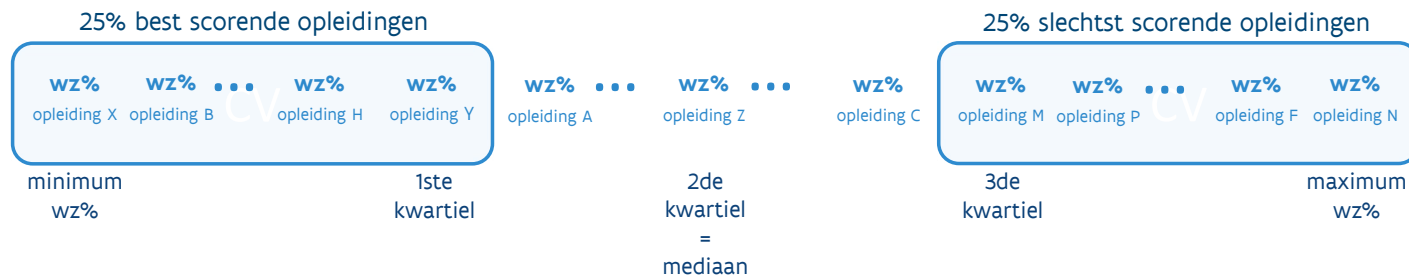 25% best scorende opleidingen
25% slechtst scorende opleidingen
wz% wz% ••• wz% wz% wz% ••• wz% ••• wz% wz% wz% ••• wz% wz%
cv cv
opleiding X opleiding B opleiding H opleiding Y opleiding A opleiding Z opleiding C opleiding M opleiding P opleiding F opleiding N
minimum 1ste 2de 3de maximum
wz% kwartiel kwartiel kwartiel wz%
=
mediaan